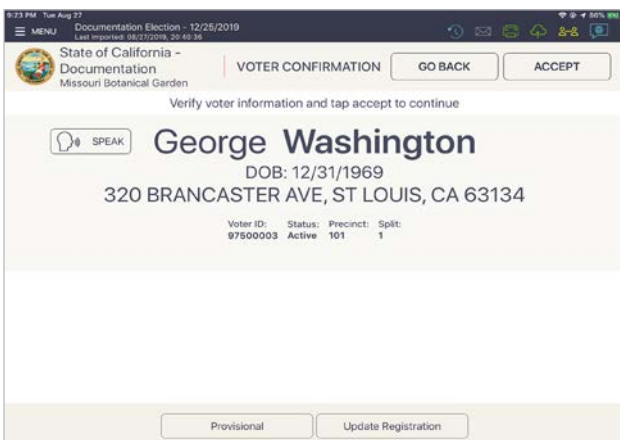 9:23 PM Tue Aug 27
86%
MENU
Documentation Election - 12/25/2019
Last imported: 08/27/2019, 20:40:36
State of California -
Documentation
Missouri Botanical Garden
VOTER CONFIRMATION
GO BACK
ACCEPT
Verify voter information and tap accept to continue
SPEAK
George Washington
DOB: 12/31/1969
320 BRANCASTER AVE, ST LOUIS, CA 63134
Voter ID: Status: Precinct: Split:
97500003 Active 101 1
Provisional
Update Registration